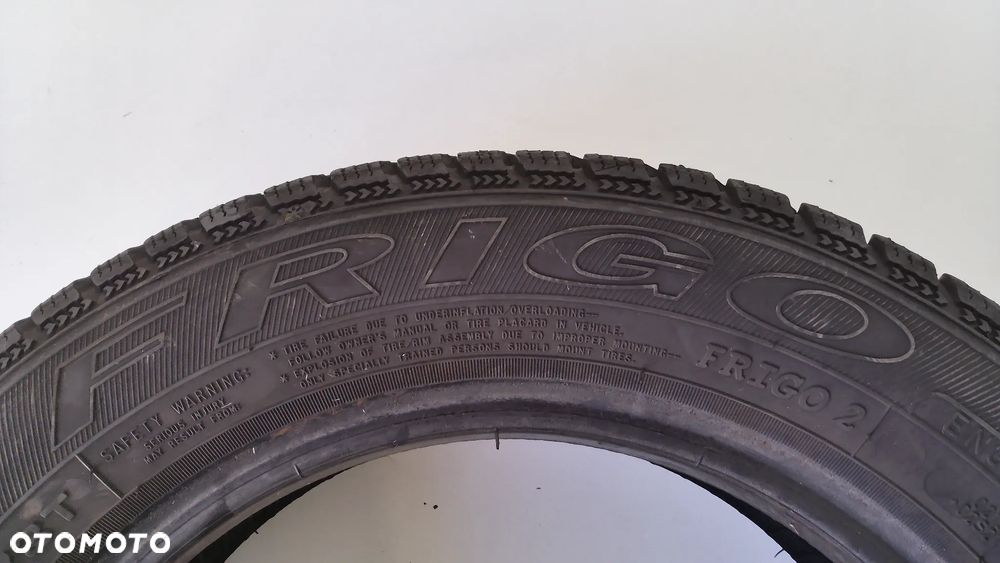 FRIGO
SAFETY WARNING:
SERIOUS INJURY
MAY RESULT FROM:
* TIRE FAILURE DUE TO UNDERINFLATION/OVERLOADING—
FOLLOW OWNER'S MANUAL OR TIRE PLACARD IN VEHICLE.
* EXPLOSION OF TIRE/RIM ASSEMBLY DUE TO IMPROPER MOUNTING—
ONLY SPECIALLY TRAINED PERSONS SHOULD MOUNT TIRES.
FRIGO 2
OTOMOTO